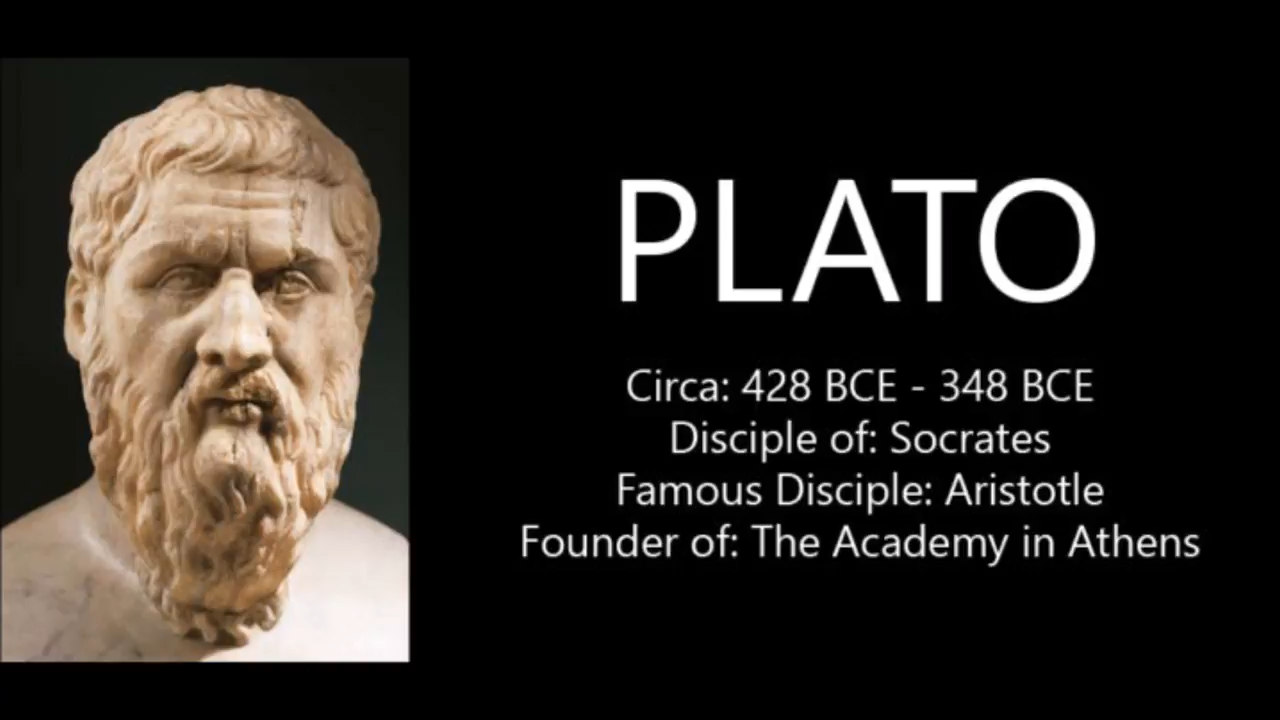 PLATO
Circa: 428 BCE - 348 BCE
Disciple of: Socrates
Famous Disciple: Aristotle
Founder of: The Academy in Athens